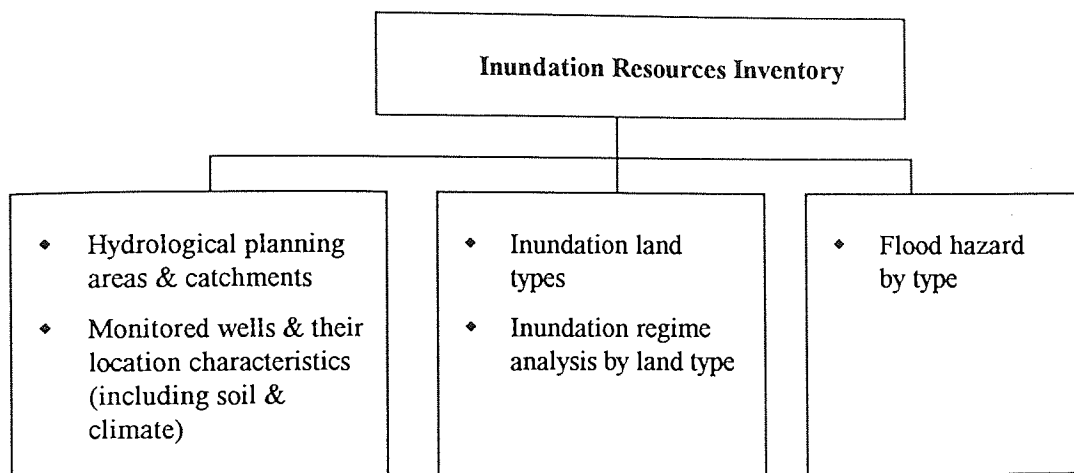 Inundation Resources Inventory
Hydrological planning
areas & catchments
Monitored wells & their
location characteristics
(including soil &
climate)
Inundation land
types
Inundation regime
analysis by land type
Flood hazard
by type